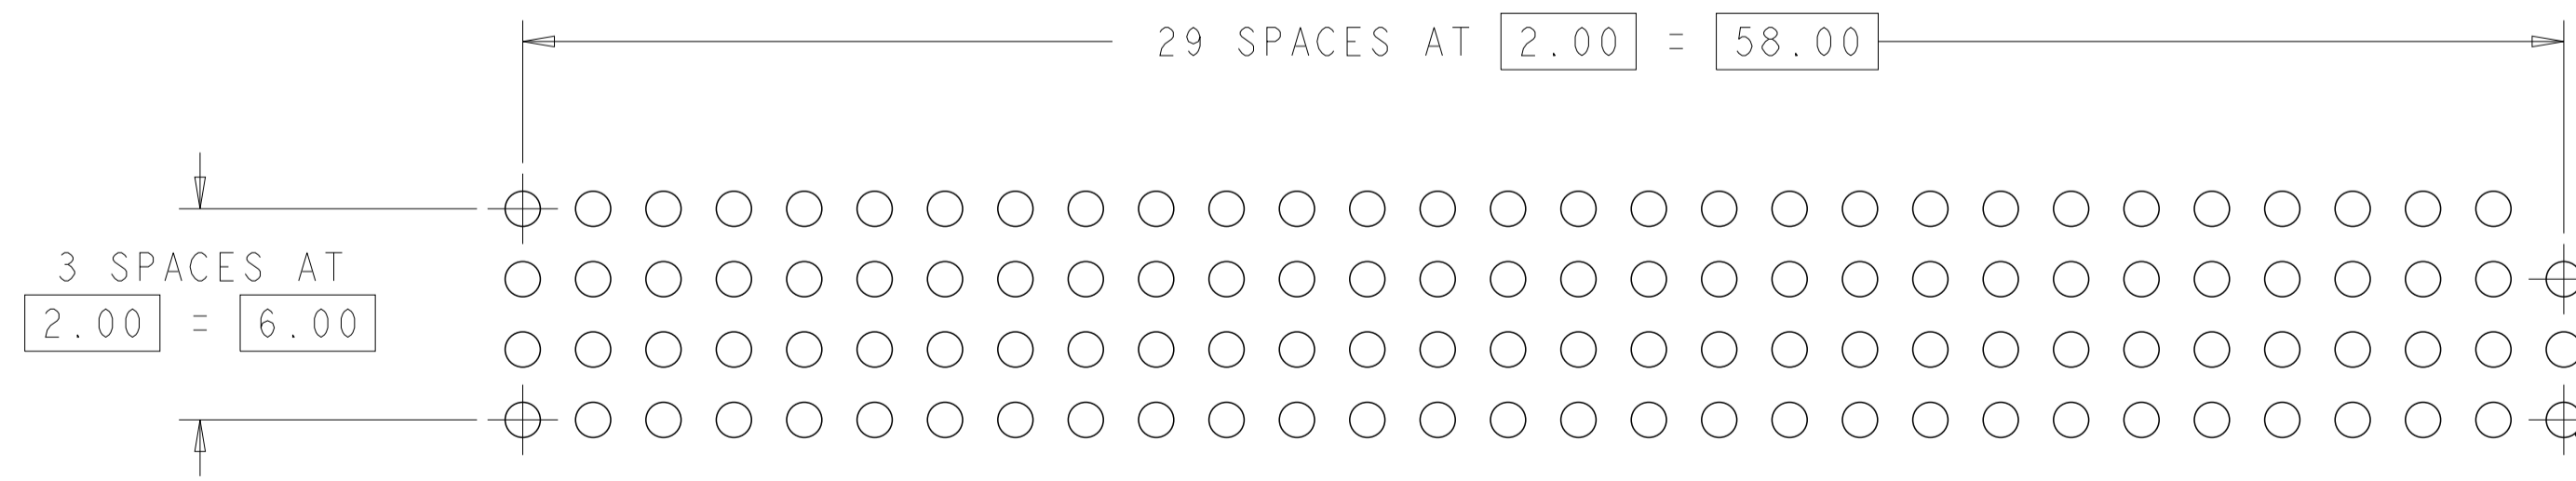 29 SPACES AT 2.00 = 58.00
3 SPACES AT
2.00 = 6.00